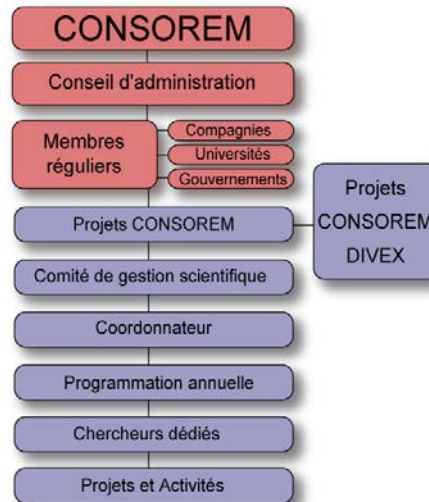 CONSOREM
Conseil d'administration
Membres
réguliers
Compagnies
Universités
Gouvernements
Projets CONSOREM
Projets
CONSOREM
DIVEX
Comité de gestion scientifique
Coordonnateur
Programmation annuelle
Chercheurs dédiés
Projets et Activités